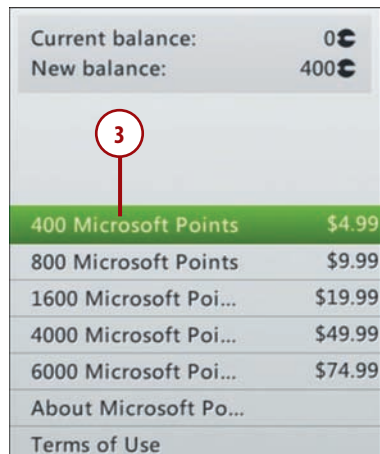 Current balance: 0
New balance: 400
3
400 Microsoft Points $4.99
800 Microsoft Points $9.99
1600 Microsoft Poi... $19.99
4000 Microsoft Poi... $49.99
6000 Microsoft Poi... $74.99
About Microsoft Po...
Terms of Use